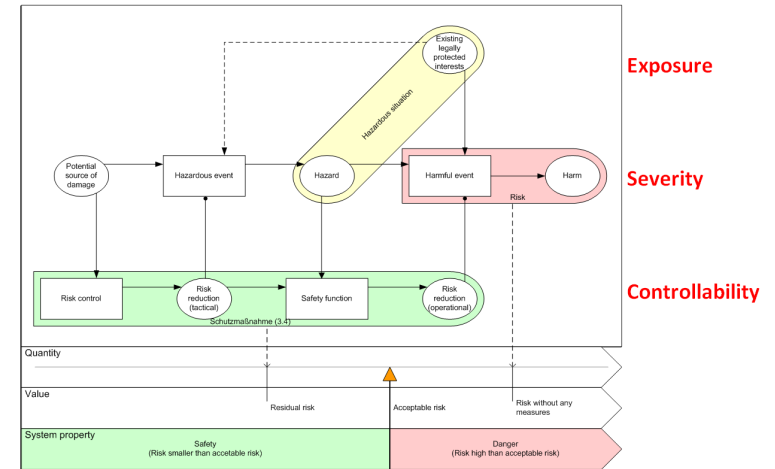 Existing
legally
protected
interests
Exposure
Hazardous situation
Potential
source of
damage
Hazardous event
Hazard
Harmful event
Harm
Severity
Risk
Risk control
Risk
reduction
(tactical)
Safety function
Risk
reduction
(operational)
Controllability
Schutzmaßnahme (3.4)
Quantity
Value
Residual risk
Acceptable risk
Risk without any
measures
System property
Safety
(Risk smaller than accetable risk)
Danger
(Risk high than acceptable risk)